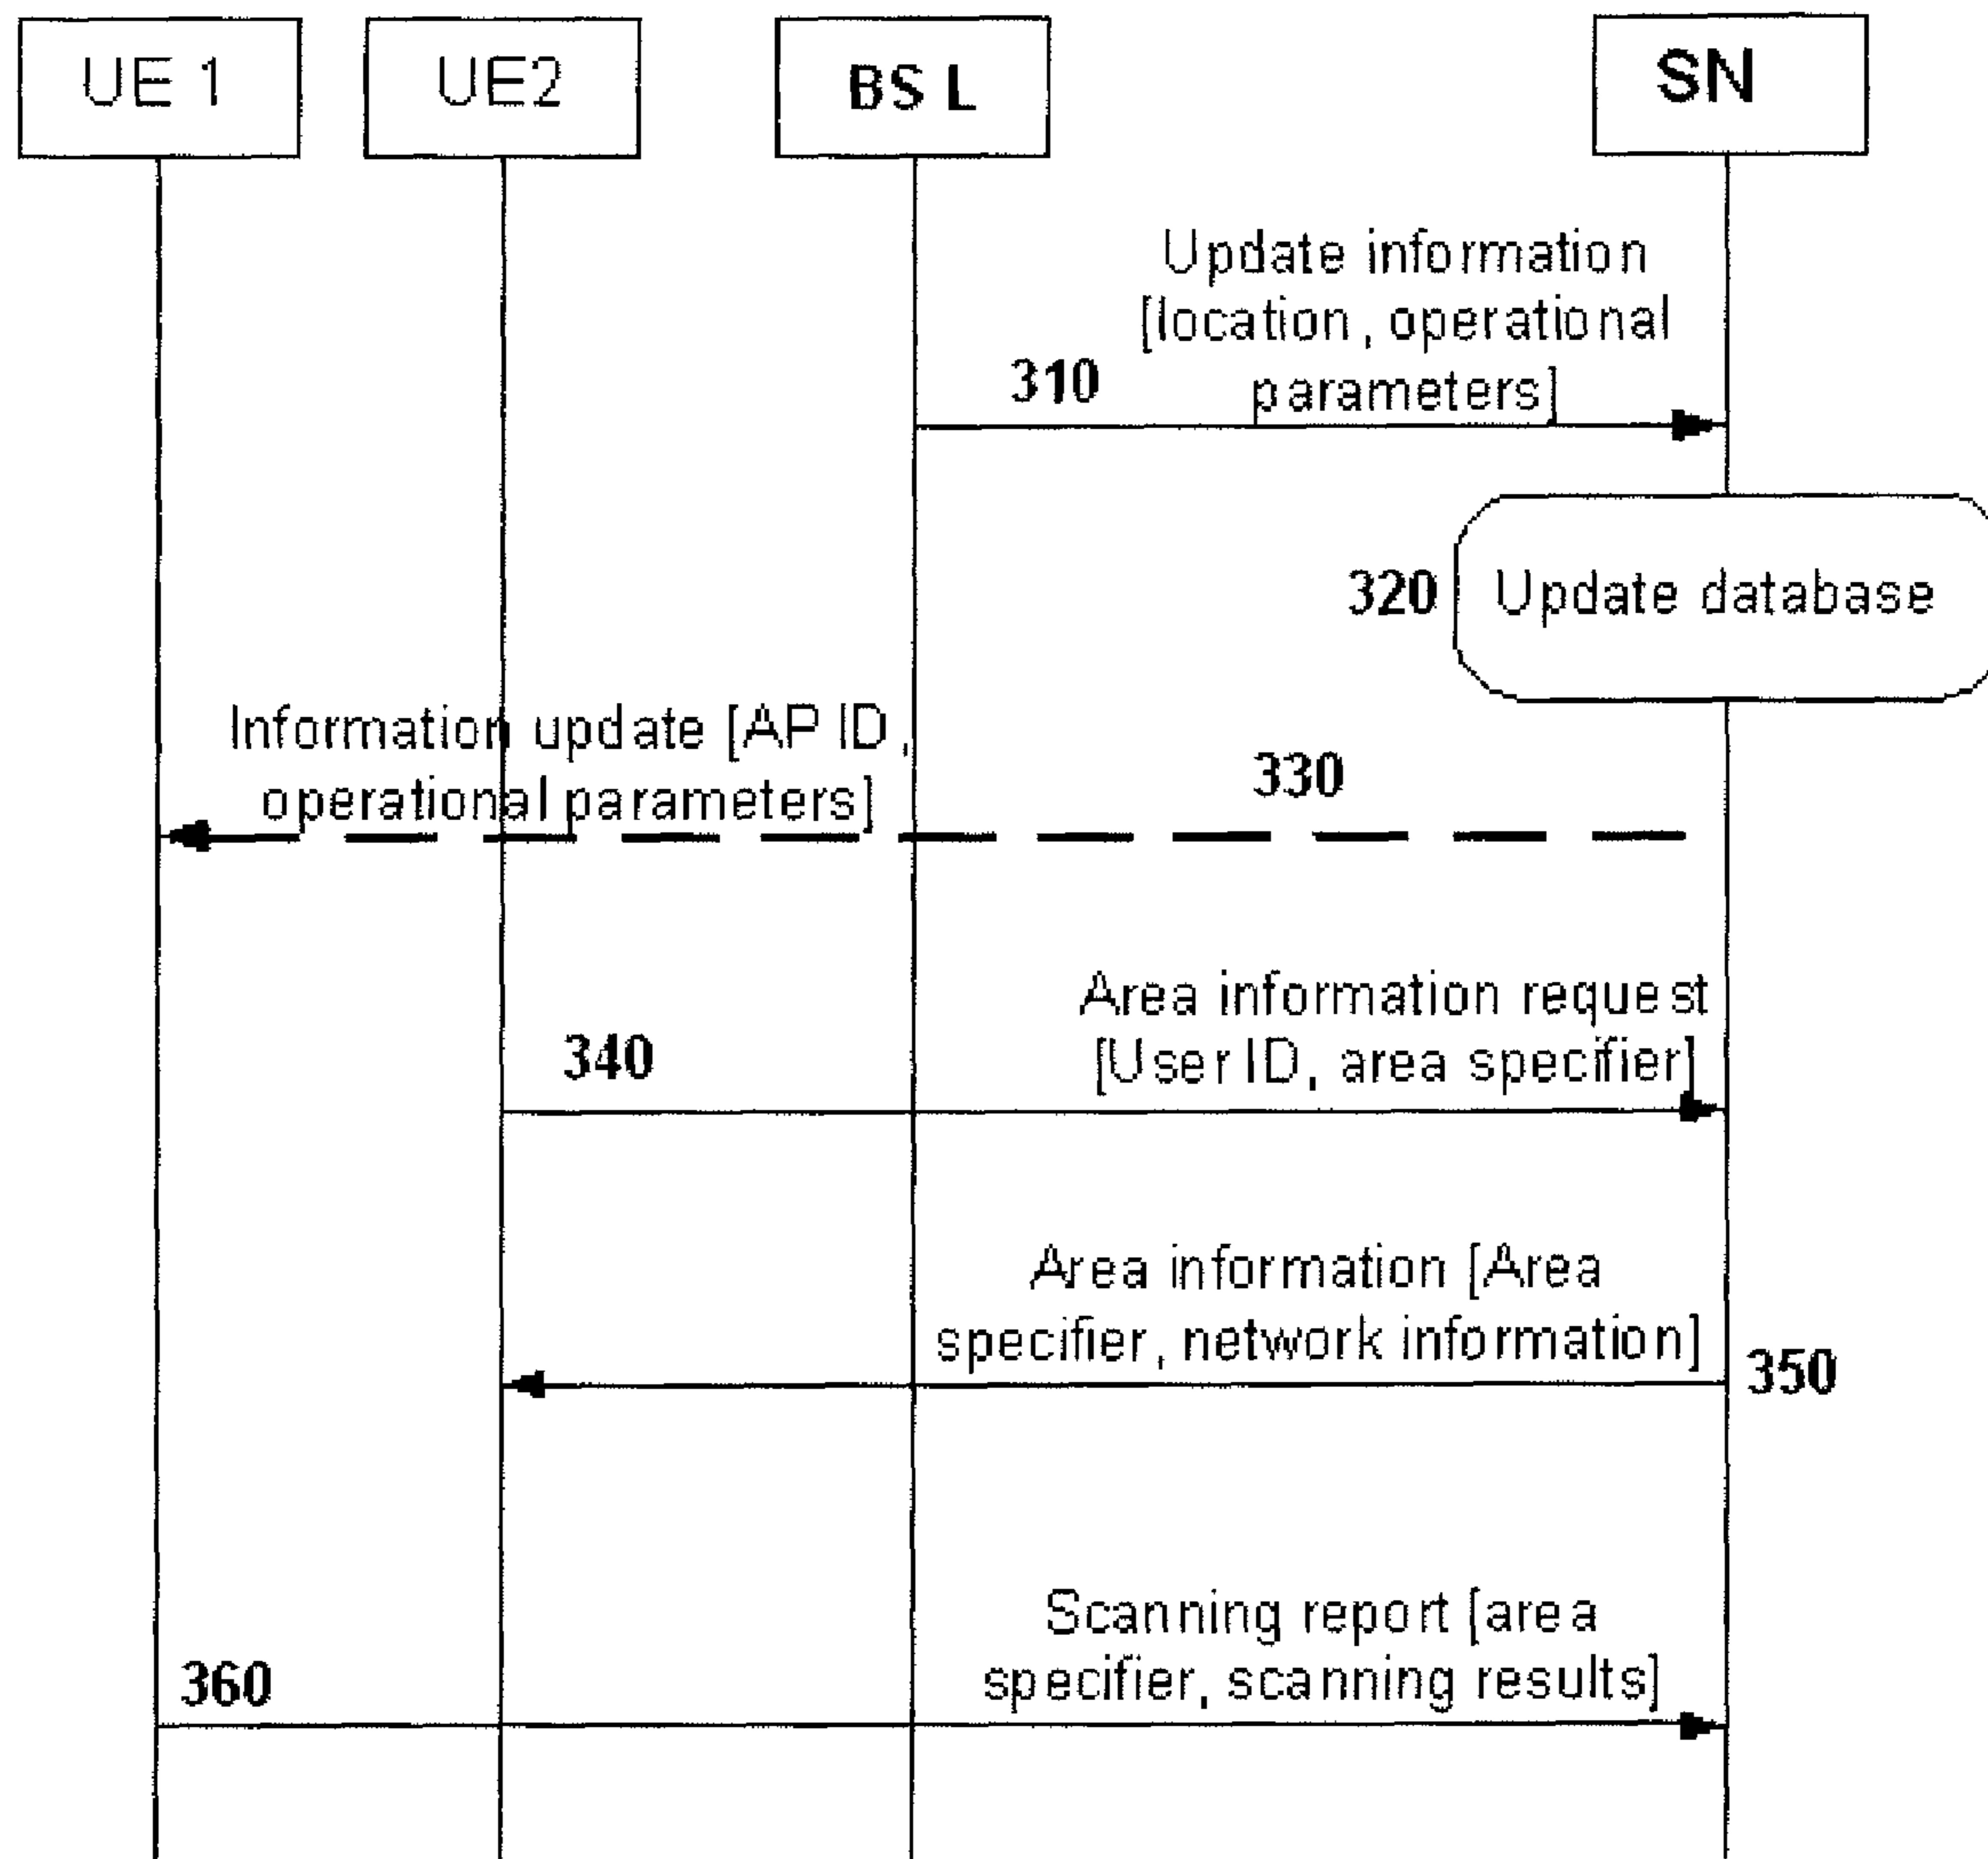 UE 1
UE2
BS L
SN
Update information
[location, operational
parameters]
310
320
Update database
Information update [AP ID,
operational parameters]
330
Area information request
[User ID, area specifier]
340
Area information [Area
specifier, network information]
350
Scanning report [area
specifier, scanning results]
360